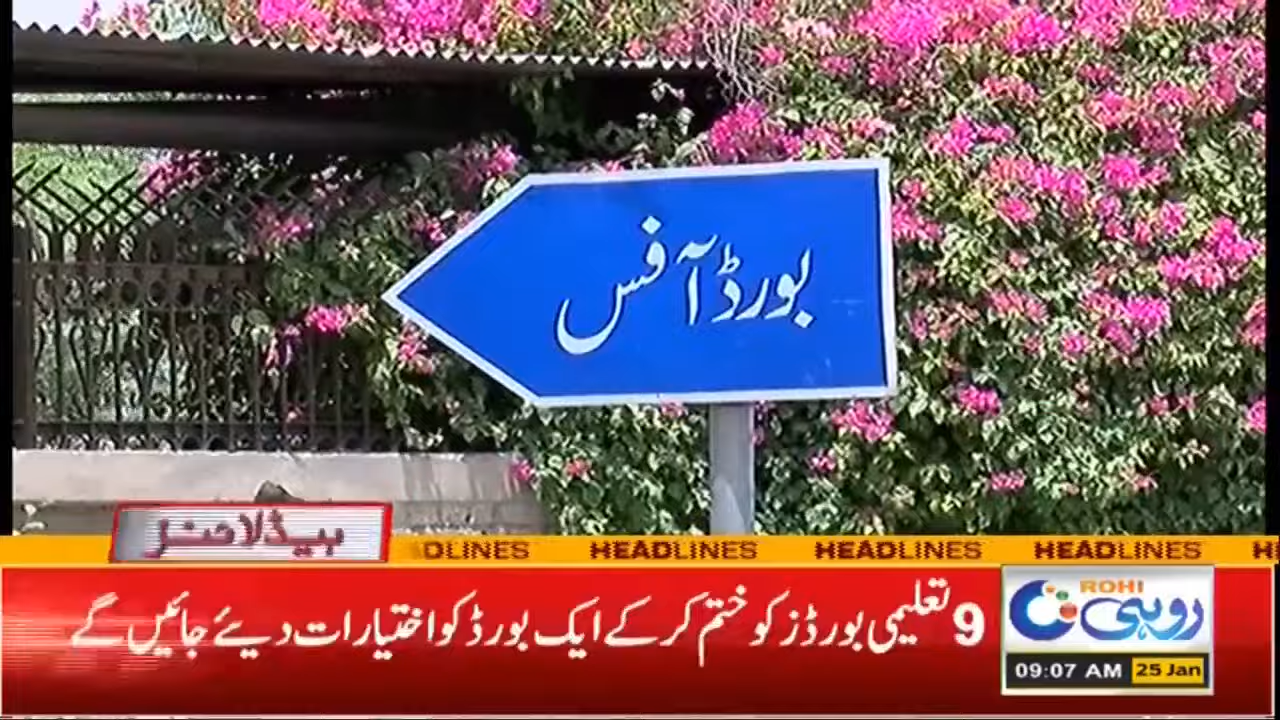 بورڈ آفس
ہیڈلائنز
DLINES HEADLINES HEADLINES HEADLINES
9 تعلیمی بورڈز کو ختم کر کے ایک بورڈ کو اختیارات دیئے جائیں گے
ROHI
روہی
09:07 AM 25 Jan